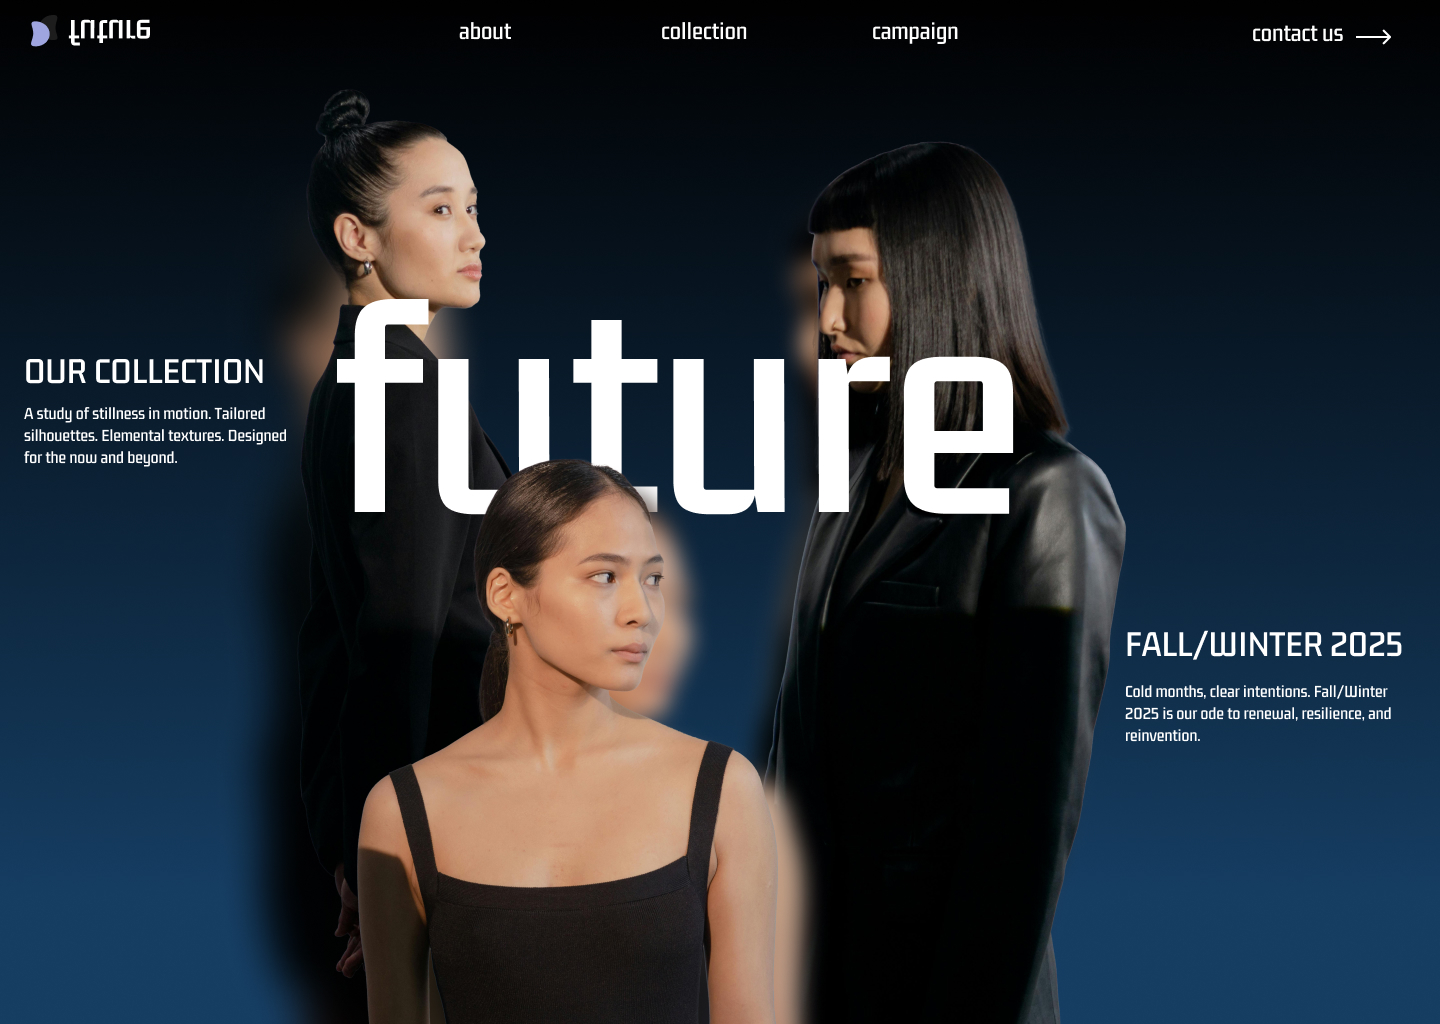 about
collection
campaign
contact us
future
OUR COLLECTION
A study of stillness in motion. Tailored
silhouettes. Elemental textures. Designed
for the now and beyond.
FALL/WINTER 2025
Cold months, clear intentions. Fall/Winter
2025 is our ode to renewal, resilience, and
reinvention.